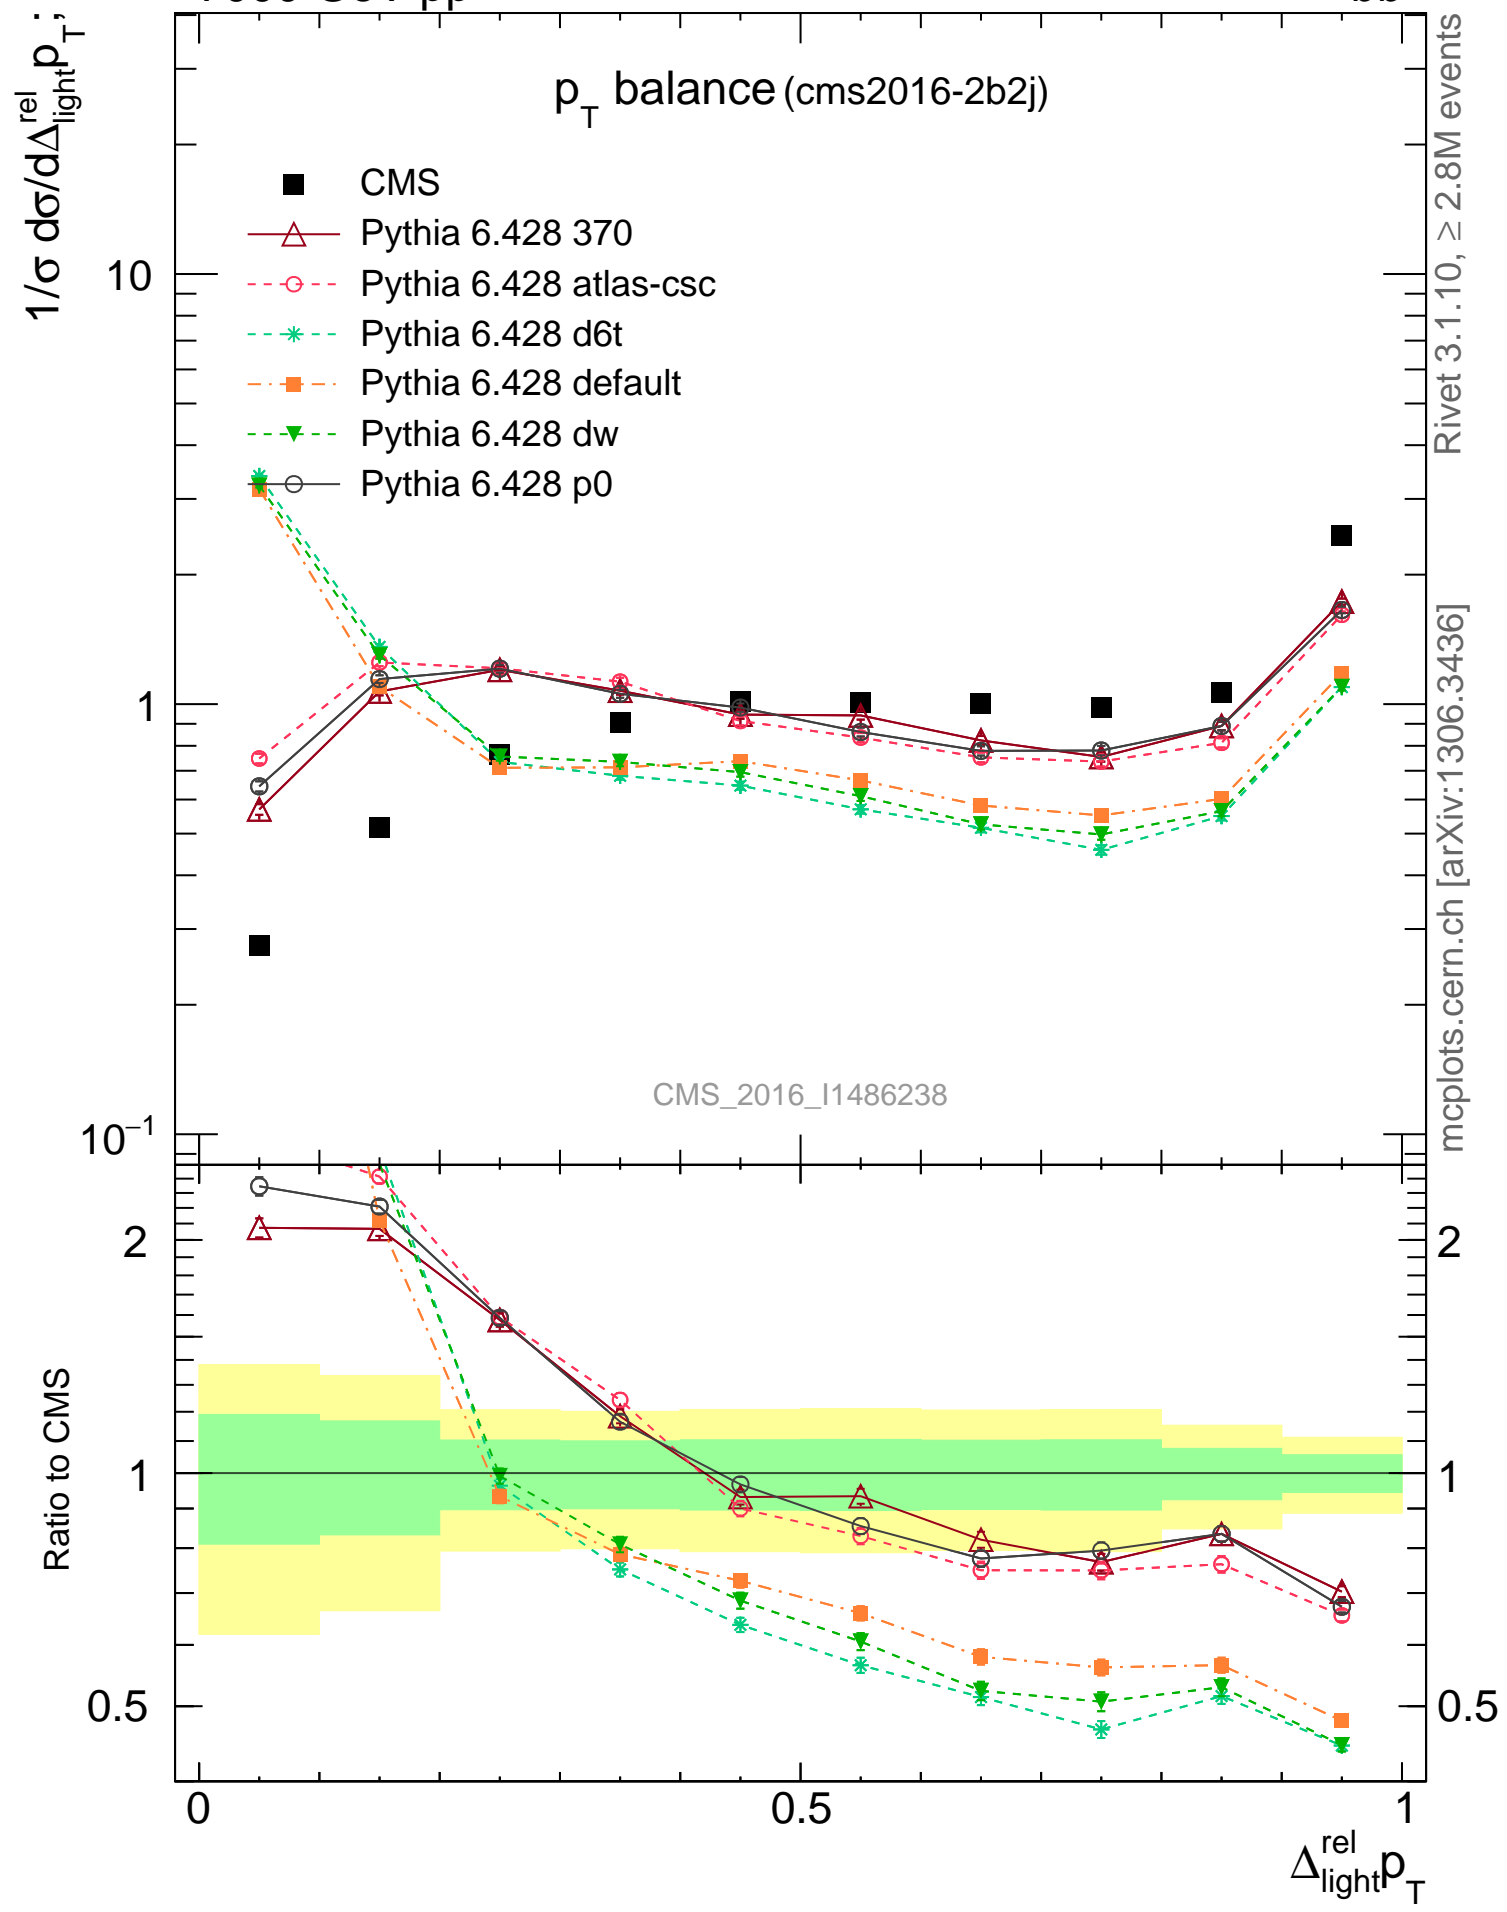 1/σ dσ/dΔ^rel_light p_T
p_T balance (cms2016-2b2j)
CMS
Pythia 6.428 370
Pythia 6.428 atlas-csc
Pythia 6.428 d6t
Pythia 6.428 default
Pythia 6.428 dw
Pythia 6.428 p0
10
1
10⁻¹
CMS_2016_I1486238
Rivet 3.1.10, ≥ 2.8M events
mcplots.cern.ch [arXiv:1306.3436]
Ratio to CMS
2
1
0.5
2
1
0.5
0
0.5
1
Δ^rel_light p_T